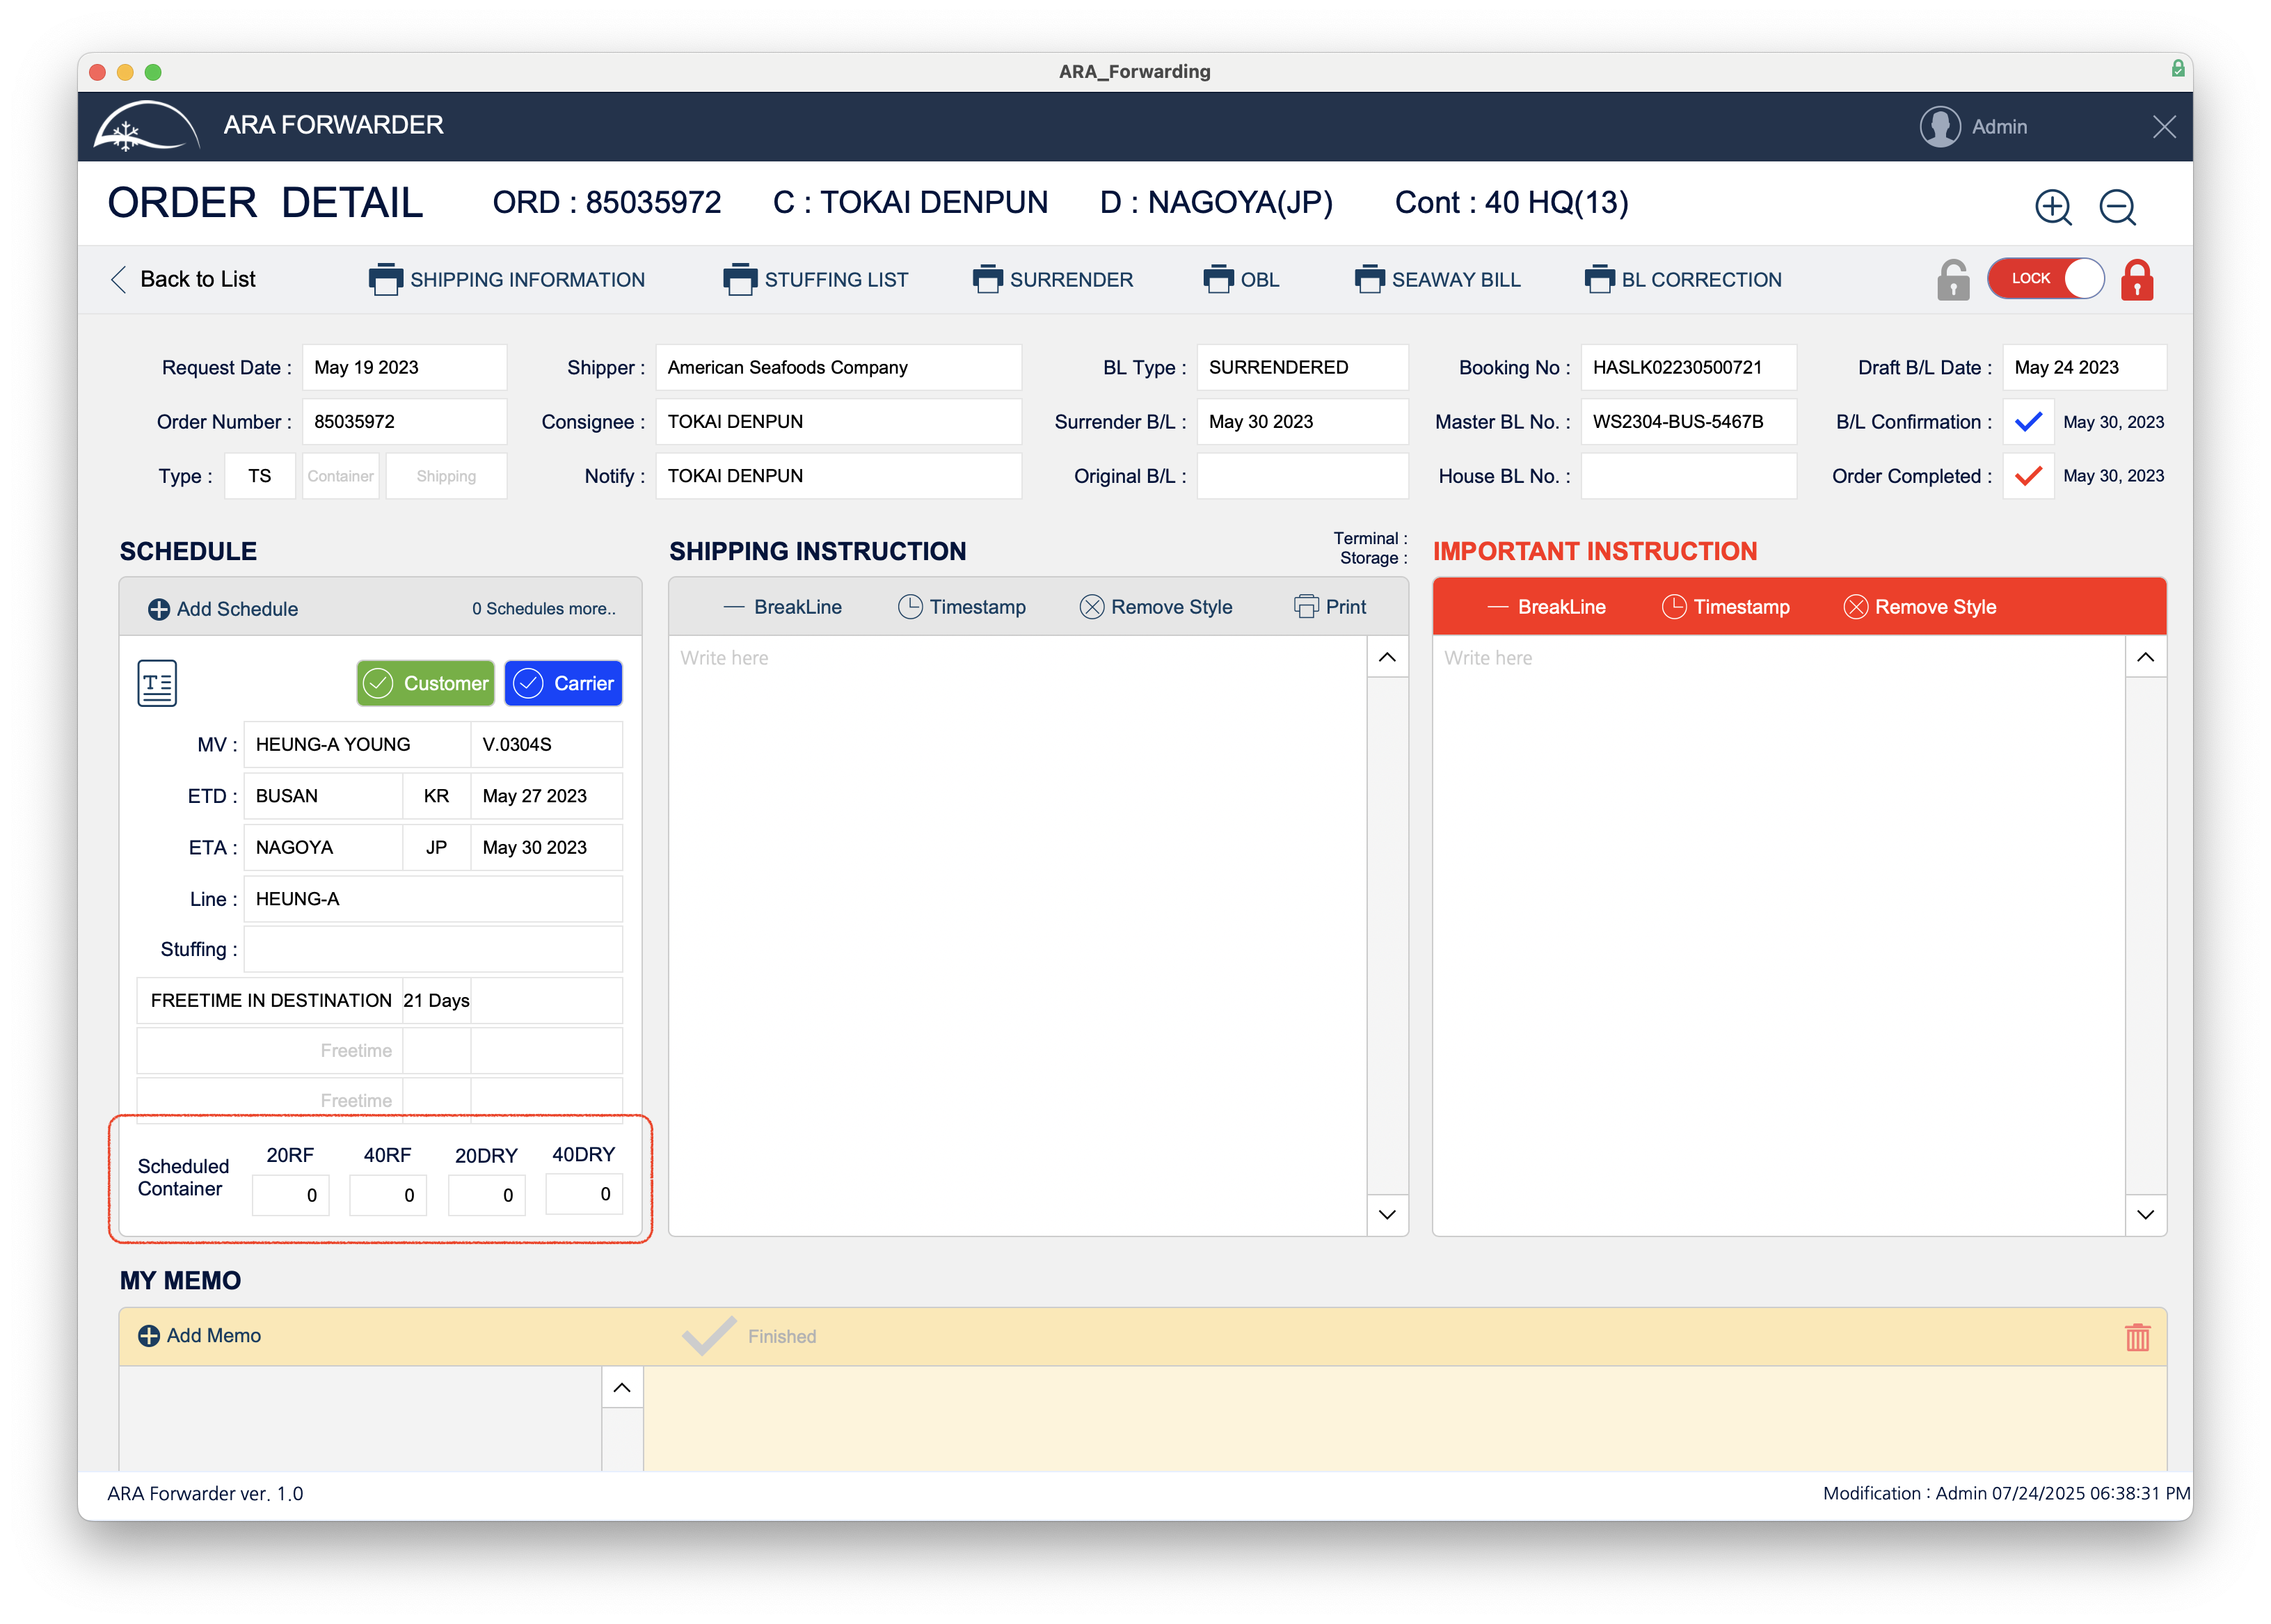 ARA_Forwarding
ARA FORWARDER
Admin
ORDER DETAIL ORD : 85035972 C : TOKAI DENPUN D : NAGOYA(JP) Cont : 40 HQ(13)
Back to List SHIPPING INFORMATION STUFFING LIST SURRENDER OBL SEAWAY BILL BL CORRECTION LOCK
Request Date : May 19 2023 Shipper : American Seafoods Company BL Type : SURRENDERED Booking No : HASLK02230500721 Draft B/L Date : May 24 2023
Order Number : 85035972 Consignee : TOKAI DENPUN Surrender B/L : May 30 2023 Master BL No. : WS2304-BUS-5467B B/L Confirmation : May 30, 2023
Type : TS Container Shipping Notify : TOKAI DENPUN Original B/L : House BL No. : Order Completed : May 30, 2023
SCHEDULE
Add Schedule 0 Schedules more..
T
Customer Carrier
MV : HEUNG-A YOUNG V.0304S
ETD : BUSAN KR May 27 2023
ETA : NAGOYA JP May 30 2023
Line : HEUNG-A
Stuffing :
FREETIME IN DESTINATION 21 Days
Freetime
Freetime
Scheduled Container
20RF 40RF 20DRY 40DRY
0 0 0 0
SHIPPING INSTRUCTION
Terminal :
Storage :
BreakLine Timestamp Remove Style Print
Write here
IMPORTANT INSTRUCTION
BreakLine Timestamp Remove Style
Write here
MY MEMO
Add Memo Finished
ARA Forwarder ver. 1.0
Modification : Admin 07/24/2025 06:38:31 PM